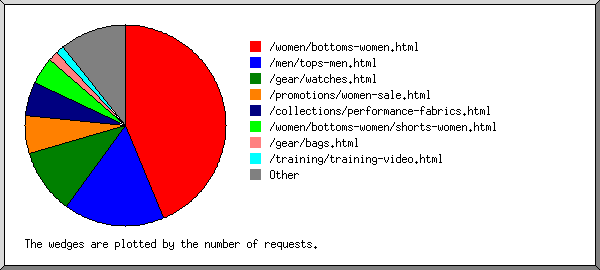 /women/bottoms-women.html
/men/tops-men.html
/gear/watches.html
/promotions/women-sale.html
/collections/performance-fabrics.html
/women/bottoms-women/shorts-women.html
/gear/bags.html
/training/training-video.html
Other
The wedges are plotted by the number of requests.